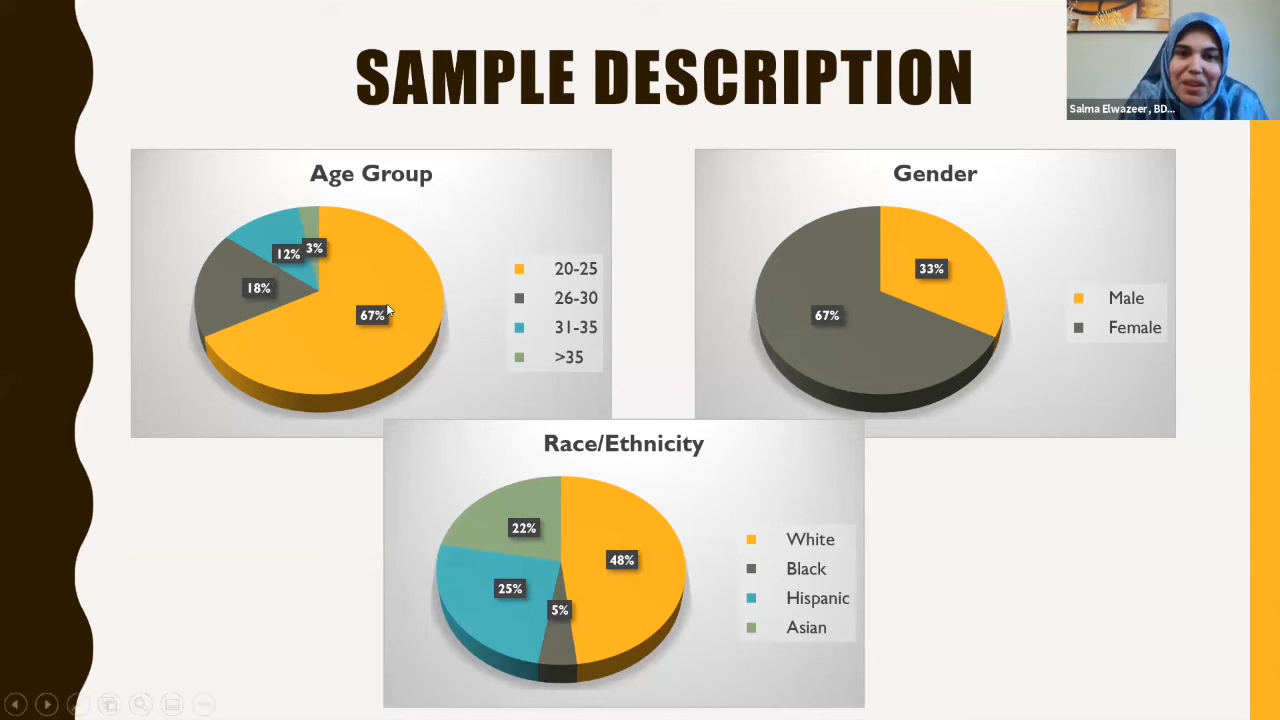 SAMPLE DESCRIPTION
Salma Elwazeer, BD...
Age Group
3%
12%
18%
67%
20-25
26-30
31-35
>35
Gender
33%
67%
Male
Female
Race/Ethnicity
22%
48%
25%
5%
White
Black
Hispanic
Asian